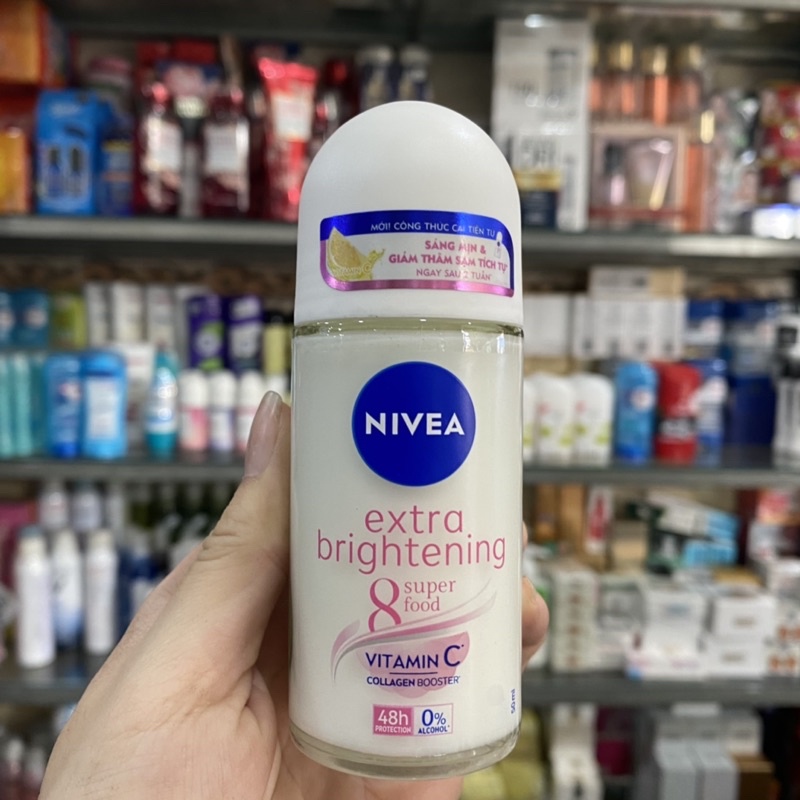 MỚI! CÔNG THỨC CẢI TIẾN TỪ
SÁNG MỊN &
GIẢM THÂM SẠM TÍCH TỤ*
NGAY SAU 2 TUẦN*
NIVEA
extra
brightening
8 super
food
VITAMIN C*
COLLAGEN BOOSTER*
48h 0%
PROTECTION ALCOHOL*
50 ml